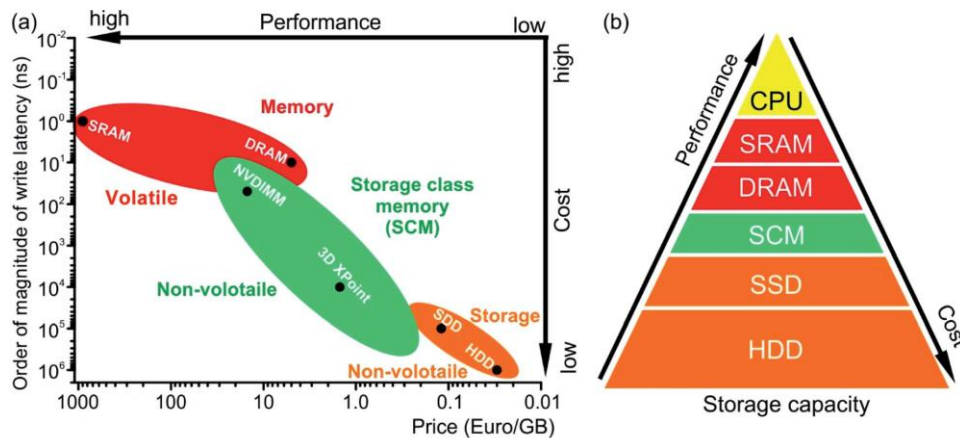 (a)
high
Performance
low
high
Cost
low
Order of magnitude of write latency (ns)
10-2
10-1
10⁰
10¹
10²
10³
10⁴
10⁵
10⁶
Memory
SRAM
DRAM
Volatile
NVDIMM
Storage class
memory
(SCM)
3D XPoint
Non-volotaile
Storage
SDD
HDD
Non-volotaile
1000
100
10
1.0
0.1
0.01
Price (Euro/GB)
(b)
Performance
CPU
SRAM
DRAM
SCM
SSD
HDD
Cost
Storage capacity